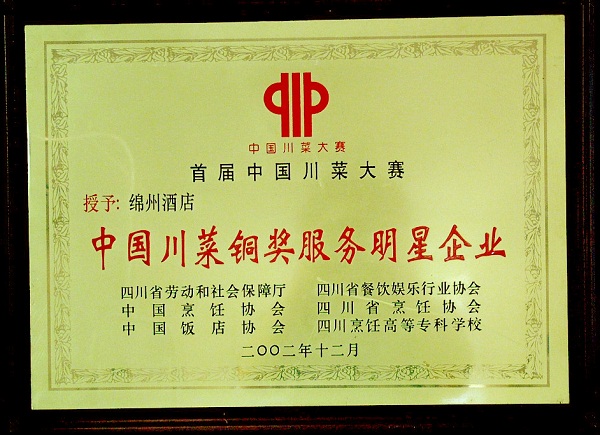 中国川菜大赛
首届中国川菜大赛
授予: 绵州酒店
中国川菜铜奖服务明星企业
四川省劳动和社会保障厅 四川省餐饮娱乐行业协会
中国烹饪协会 四川省烹饪协会
中国饭店协会 四川烹饪高等专科学校
二〇〇二年十二月